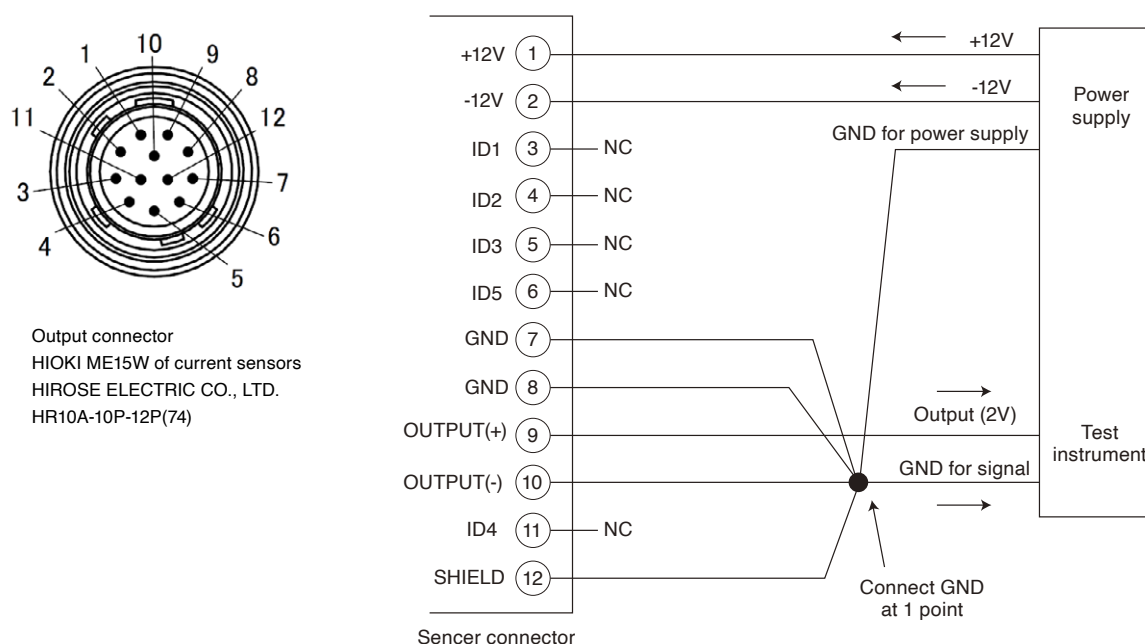 10
1
9
2
8
11
12
3
7
4
6
5
Output connector
HIOKI ME15W of current sensors
HIROSE ELECTRIC CO., LTD.
HR10A-10P-12P(74)
+12V 1
-12V 2
ID1 3 NC
ID2 4 NC
ID3 5 NC
ID5 6 NC
GND 7
GND 8
OUTPUT(+) 9
OUTPUT(-) 10
ID4 11 NC
SHIELD 12
Sencer connector
+12V
-12V
GND for power supply
Power
supply
Output (2V)
GND for signal
Test
instrument
Connect GND
at 1 point